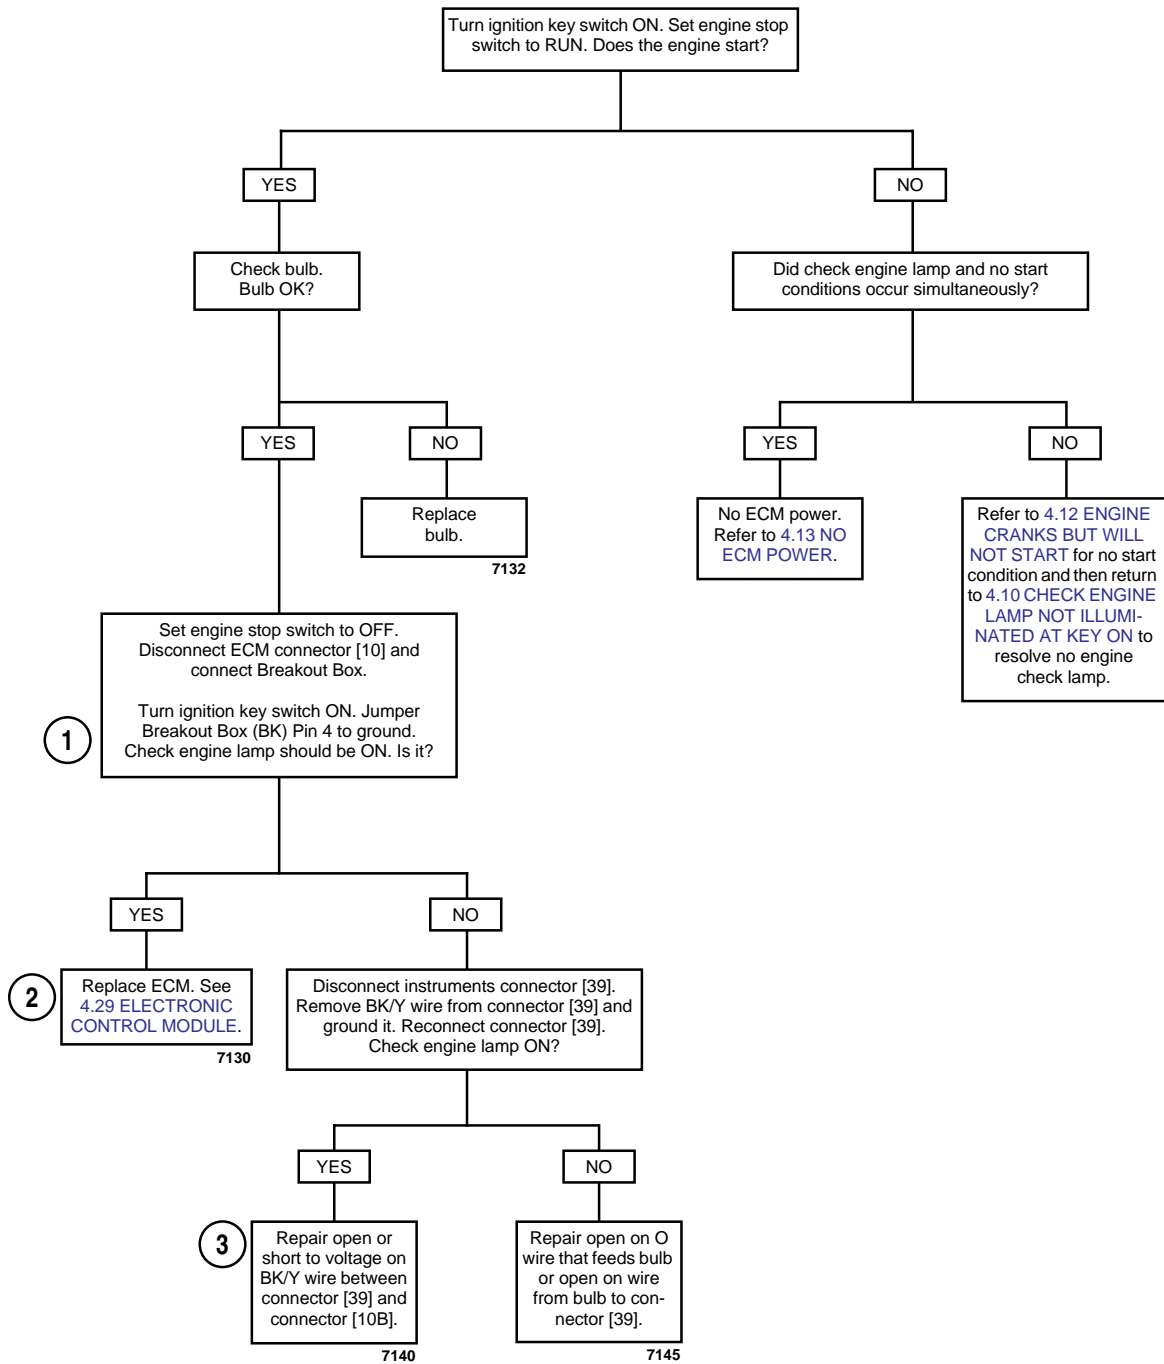 Turn ignition key switch ON. Set engine stop
switch to RUN. Does the engine start?
YES
NO
Check bulb.
Bulb OK?
Did check engine lamp and no start
conditions occur simultaneously?
YES
NO
YES
NO
Replace
bulb.
7132
No ECM power.
Refer to 4.13 NO
ECM POWER.
Refer to 4.12 ENGINE
CRANKS BUT WILL
NOT START for no start
condition and then return
to 4.10 CHECK ENGINE
LAMP NOT ILLUMI-
NATED AT KEY ON to
resolve no engine
check lamp.
1
Set engine stop switch to OFF.
Disconnect ECM connector [10] and
connect Breakout Box.
Turn ignition key switch ON. Jumper
Breakout Box (BK) Pin 4 to ground.
Check engine lamp should be ON. Is it?
YES
NO
2
Replace ECM. See
4.29 ELECTRONIC
CONTROL MODULE.
7130
Disconnect instruments connector [39].
Remove BK/Y wire from connector [39] and
ground it. Reconnect connector [39].
Check engine lamp ON?
YES
NO
3
Repair open or
short to voltage on
BK/Y wire between
connector [39] and
connector [10B].
7140
Repair open on O
wire that feeds bulb
or open on wire
from bulb to con-
nector [39].
7145